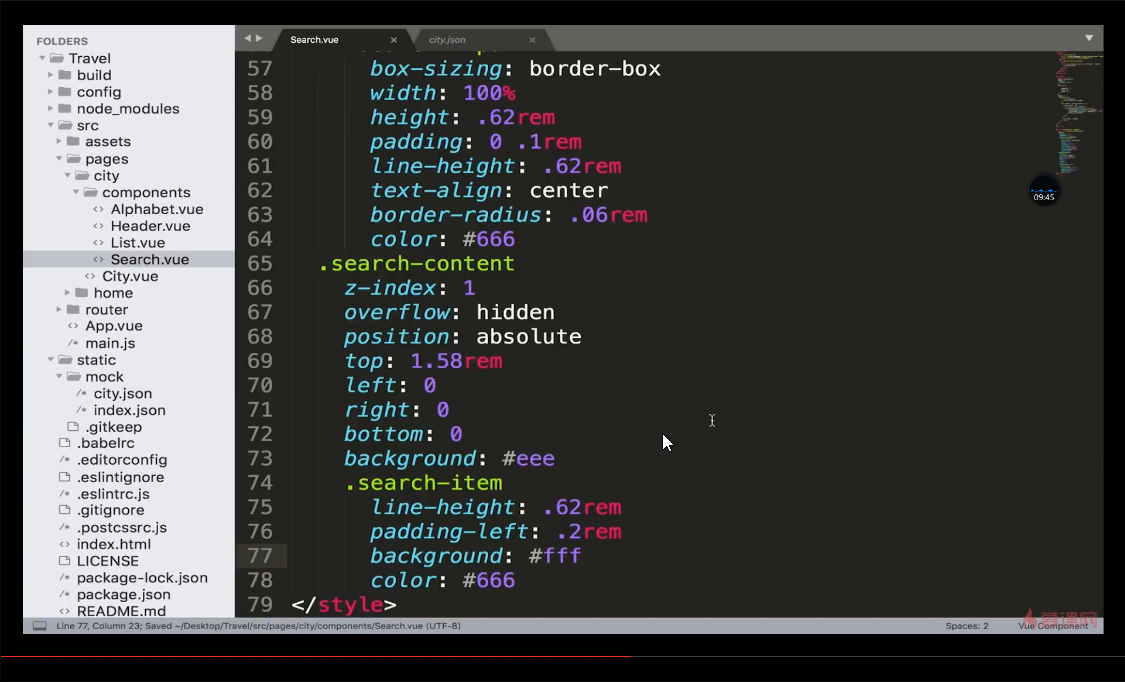 FOLDERS
Travel
build
config
node_modules
src
assets
pages
city
components
Alphabet.vue
Header.vue
List.vue
Search.vue
City.vue
home
router
App.vue
main.js
static
mock
city.json
index.json
.gitkeep
.babelrc
.editorconfig
.eslintignore
.eslintrc.js
.gitignore
.postcssrc.js
index.html
LICENSE
package-lock.json
package.json
README.md
Search.vue × city.json ×
57 box-sizing: border-box
58 width: 100%
59 height: .62rem
60 padding: 0 .1rem
61 line-height: .62rem
62 text-align: center
63 border-radius: .06rem
64 color: #666
65 .search-content
66 z-index: 1
67 overflow: hidden
68 position: absolute
69 top: 1.58rem
70 left: 0
71 right: 0
72 bottom: 0
73 background: #eee
74 .search-item
75 line-height: .62rem
76 padding-left: .2rem
77 background: #fff
78 color: #666
79 </style>
09:45
慕课网
Line 77, Column 23; Saved ~/Desktop/Travel/src/pages/city/components/Search.vue (UTF-8) Spaces: 2 Vue Component